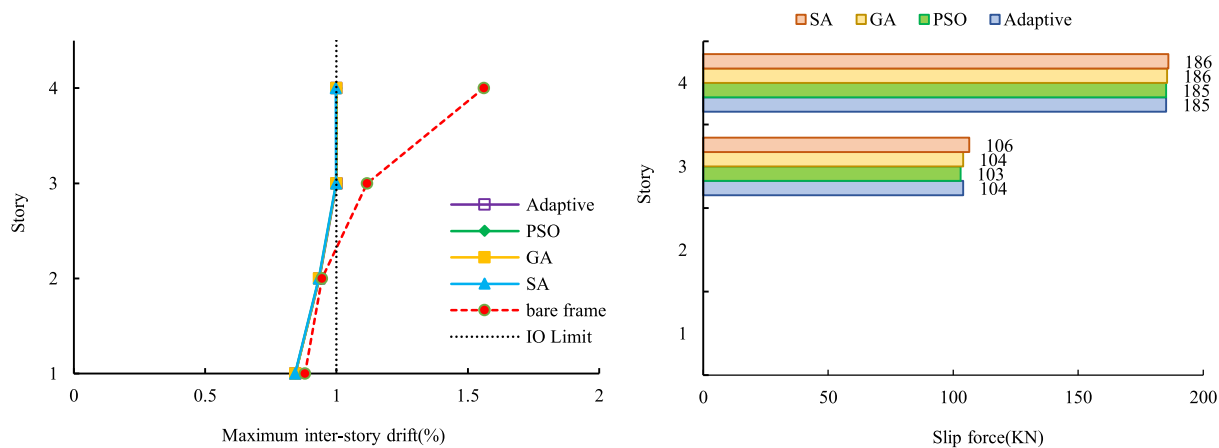 4
3
2
1
Story
0
0.5
1
1.5
2
Maximum inter-story drift(%)
Adaptive
PSO
GA
SA
bare frame
IO Limit
SA GA PSO Adaptive
4
3
2
1
Story
186
186
185
185
106
104
103
104
0
50
100
150
200
Slip force(KN)